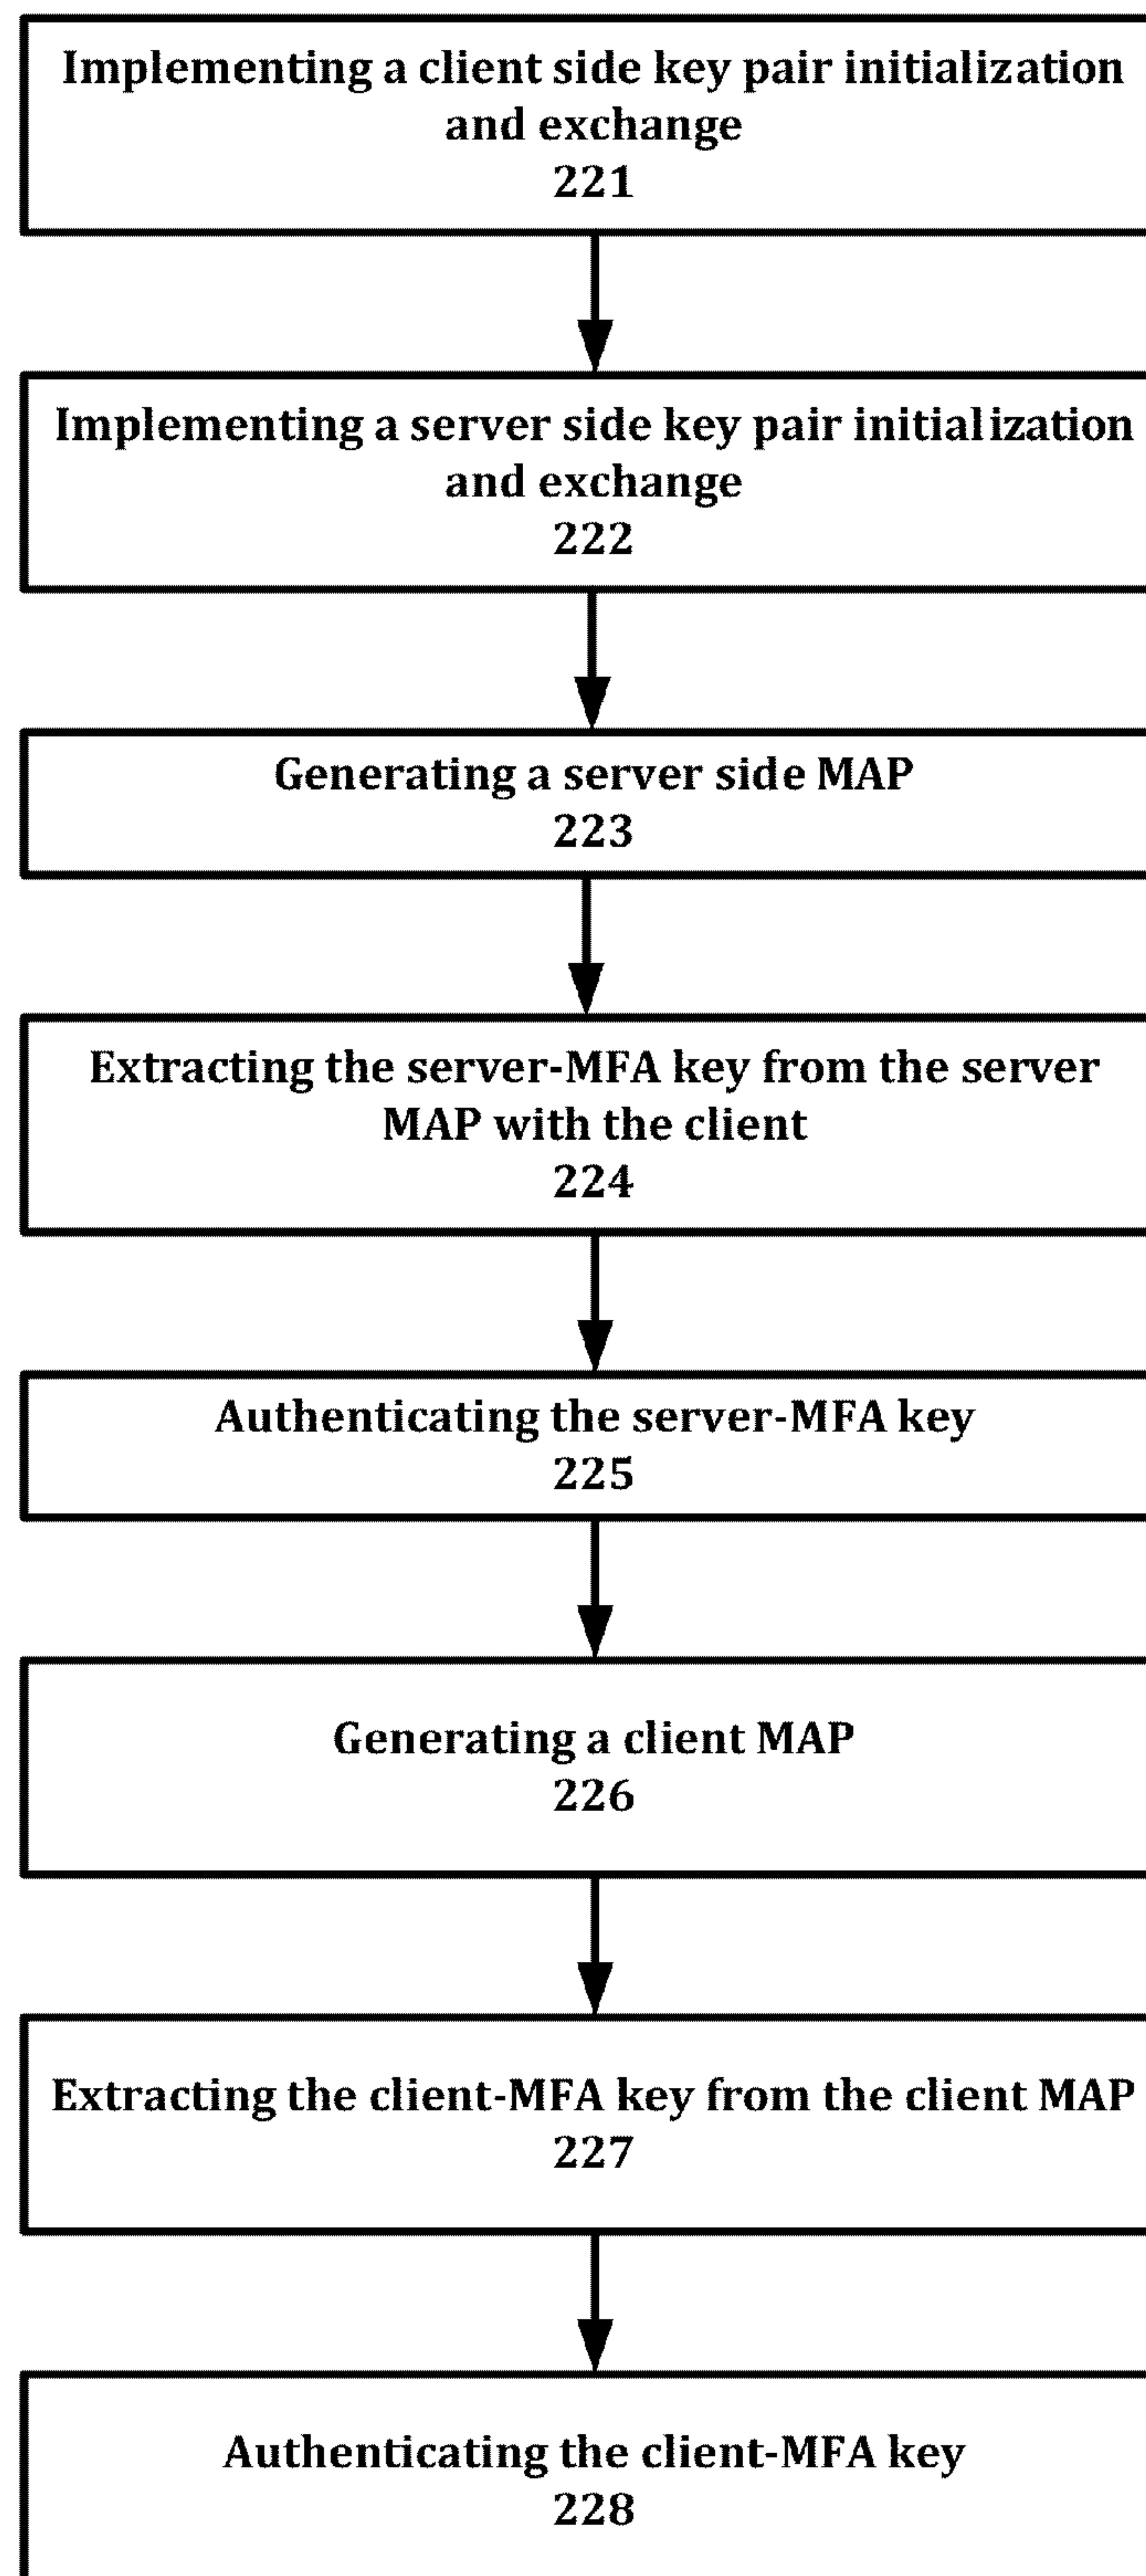 Implementing a client side key pair initialization
and exchange
221
Implementing a server side key pair initialization
and exchange
222
Generating a server side MAP
223
Extracting the server-MFA key from the server
MAP with the client
224
Authenticating the server-MFA key
225
Generating a client MAP
226
Extracting the client-MFA key from the client MAP
227
Authenticating the client-MFA key
228